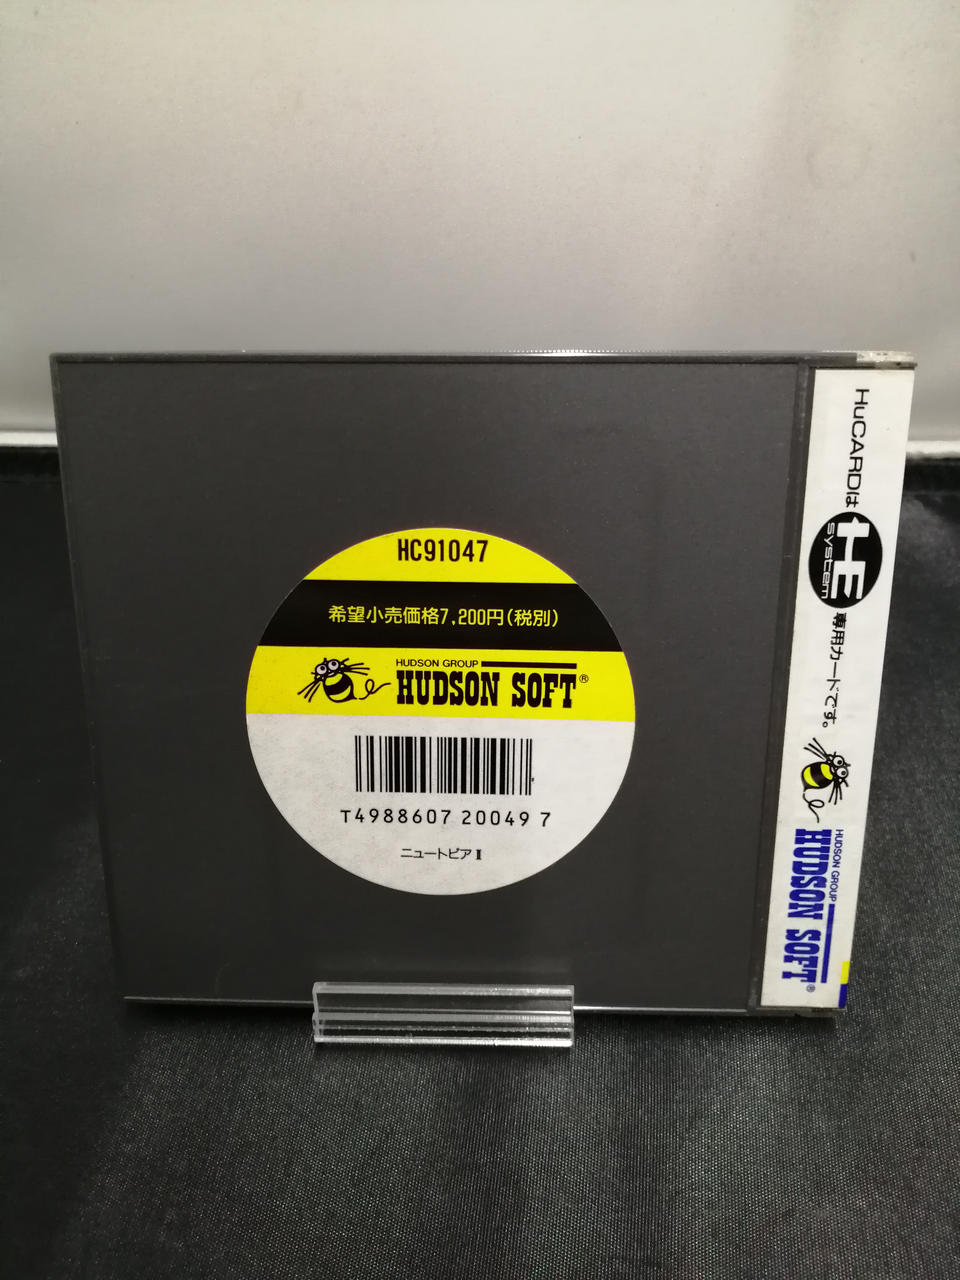 HC91047
希望小売価格7,200円(税別)
HUDSON GROUP
HUDSON SOFT®
T4988607 20049 7
ニュートピアⅡ
HuCARDは HE SYSTEM 専用カードです。
HUDSON GROUP
HUDSON SOFT®